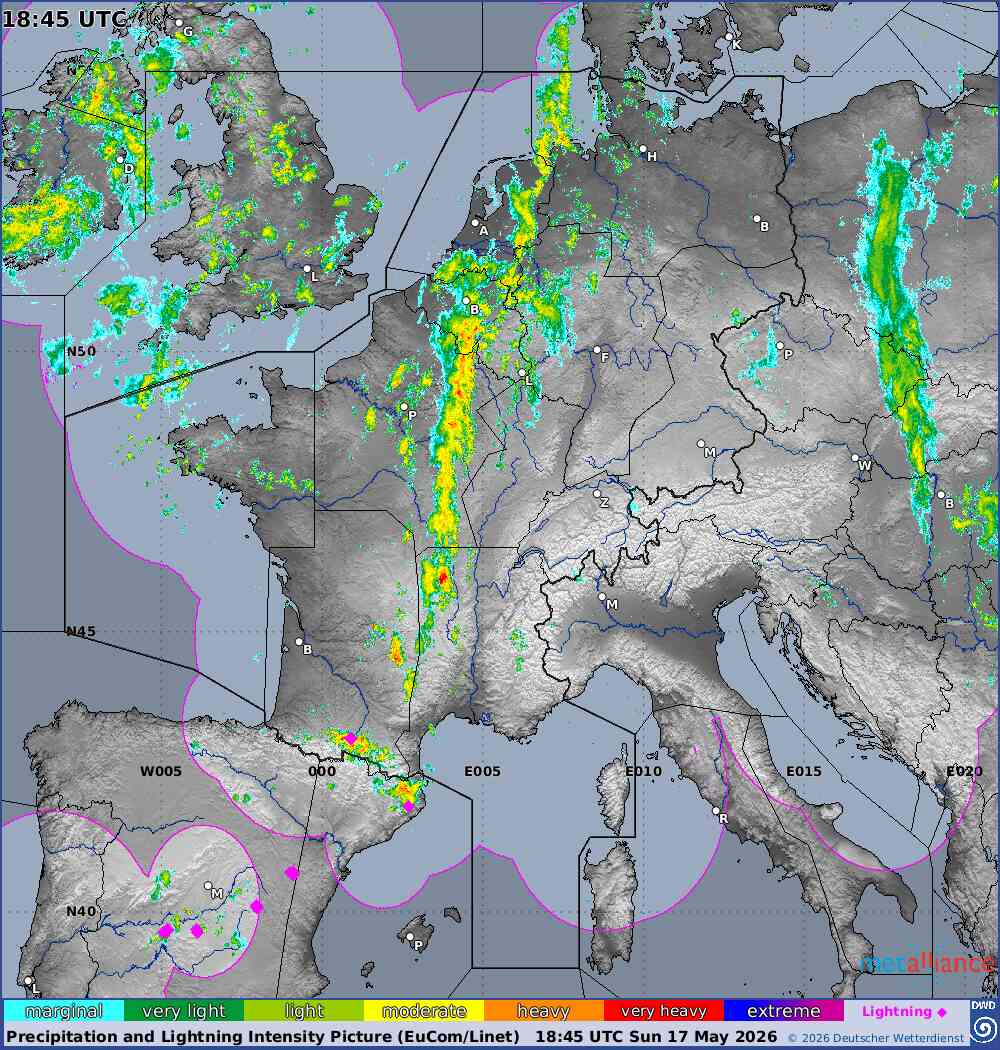 18:45 UTC
G
K
N55
D
H
A
B
L
B
N50
F
P
L
P
M
W
Z
B
M
N45
B
W005
000
E005
E010
E015
E020
R
M
N40
P
L
metalliance
marginal very light light moderate heavy very heavy extreme Lightning ◆
DWD
Precipitation and Lightning Intensity Picture (EuCom/Linet) 18:45 UTC Sun 17 May 2026 © 2026 Deutscher Wetterdienst